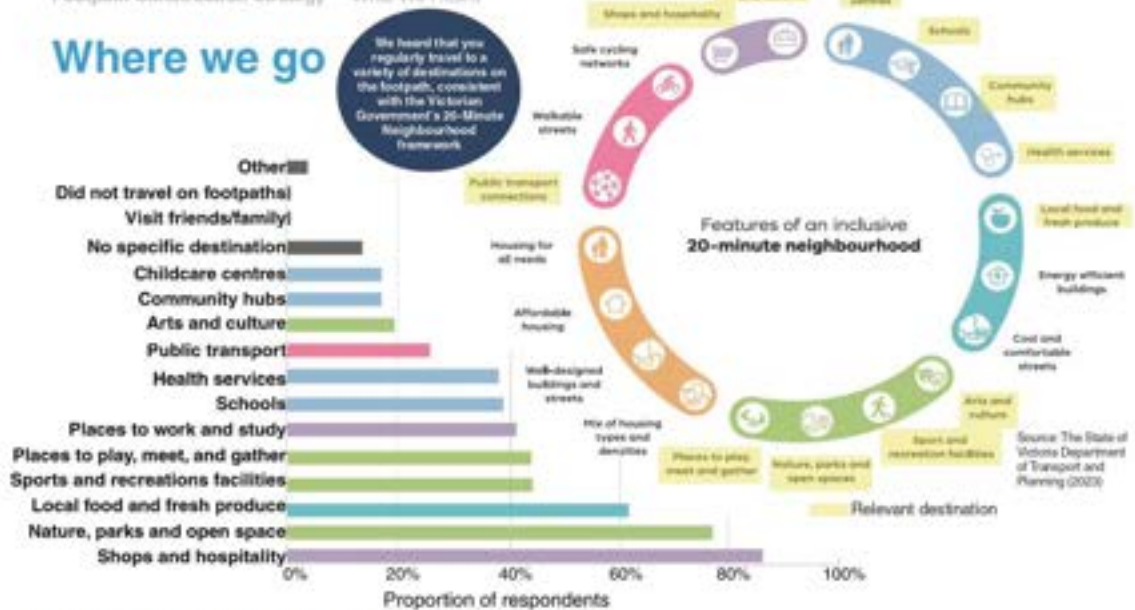 Where we go
We heard that you
regularly travel to a
variety of destinations on
the footpath, consistent
with the Victorian
Government's 20-Minute
Neighbourhood
framework
Other
Did not travel on footpaths
Visit friends/family
No specific destination
Childcare centres
Community hubs
Arts and culture
Public transport
Health services
Schools
Places to work and study
Places to play, meet, and gather
Sports and recreations facilities
Local food and fresh produce
Nature, parks and open space
Shops and hospitality
0% 20% 40% 60% 80% 100%
Proportion of respondents
Shops and hospitality
Schools
Community
hubs
Health services
Local food and
fresh produce
Energy efficient
buildings
comfortable
streets
Arts and
culture
Sport and
recreation facilities
Nature, parks and
open spaces
Places to play,
meet and gather
Mix of housing
types and
densities
Well-designed
buildings and
streets
Affordable
housing
Housing for
all needs
Public transport
connections
Walkable
streets
Safe cycling
networks
Features of an inclusive
20-minute neighbourhood
Source: The State of
Victoria Department
of Transport and
Planning (2023)
Relevant destination